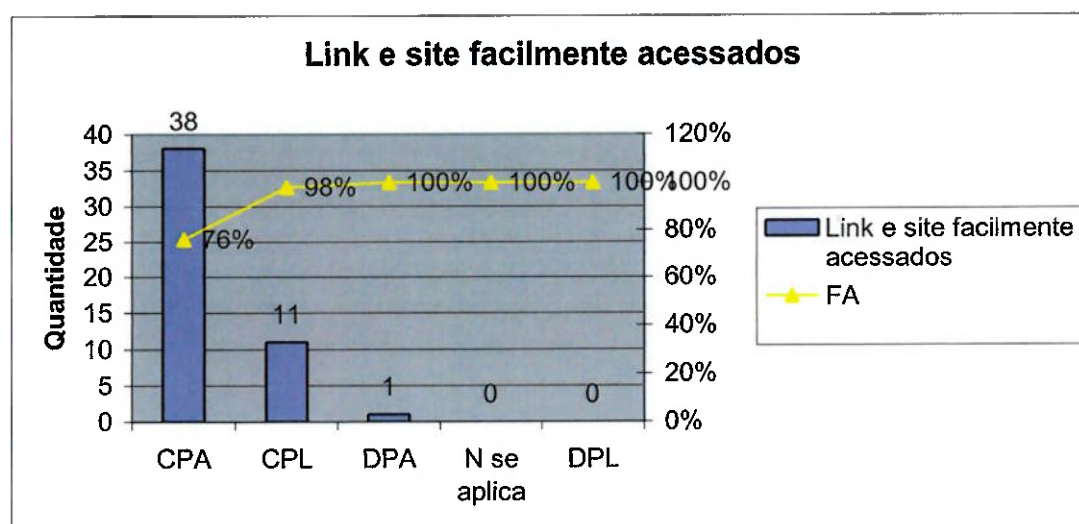 Link e site facilmente acessados
Quantidade
40
35
30
25
20
15
10
5
0
38
11
1
0
0
76%
98%
100%
100%
100%
120%
100%
80%
60%
40%
20%
0%
CPA
CPL
DPA
N se
aplica
DPL
Link e site facilmente
acessados
FA